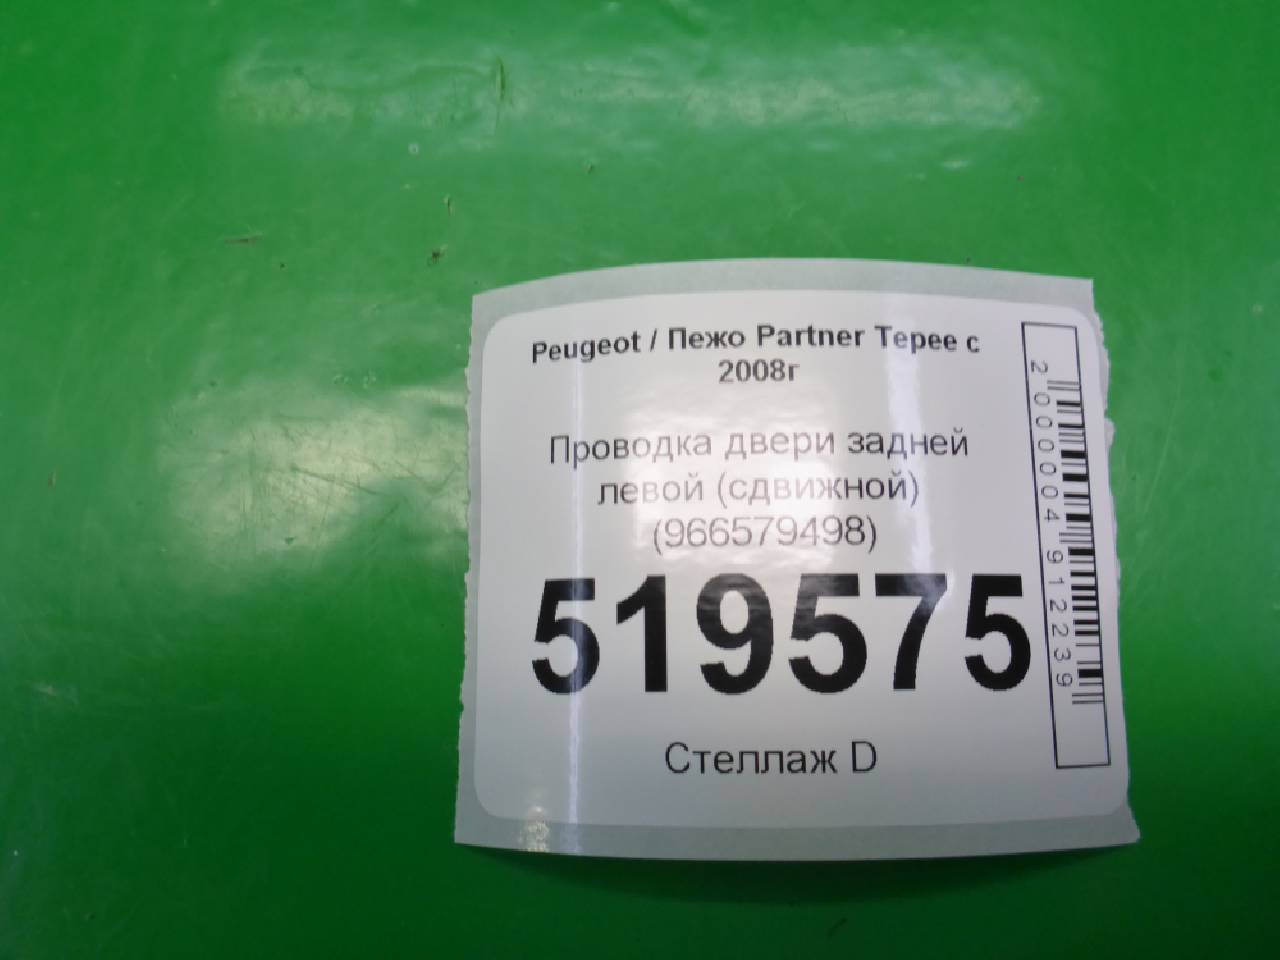 Peugeot / Пежо Partner Tepee с
2008г
Проводка двери задней
левой (сдвижной)
(966579498)
519575
Стеллаж D
2000004912239